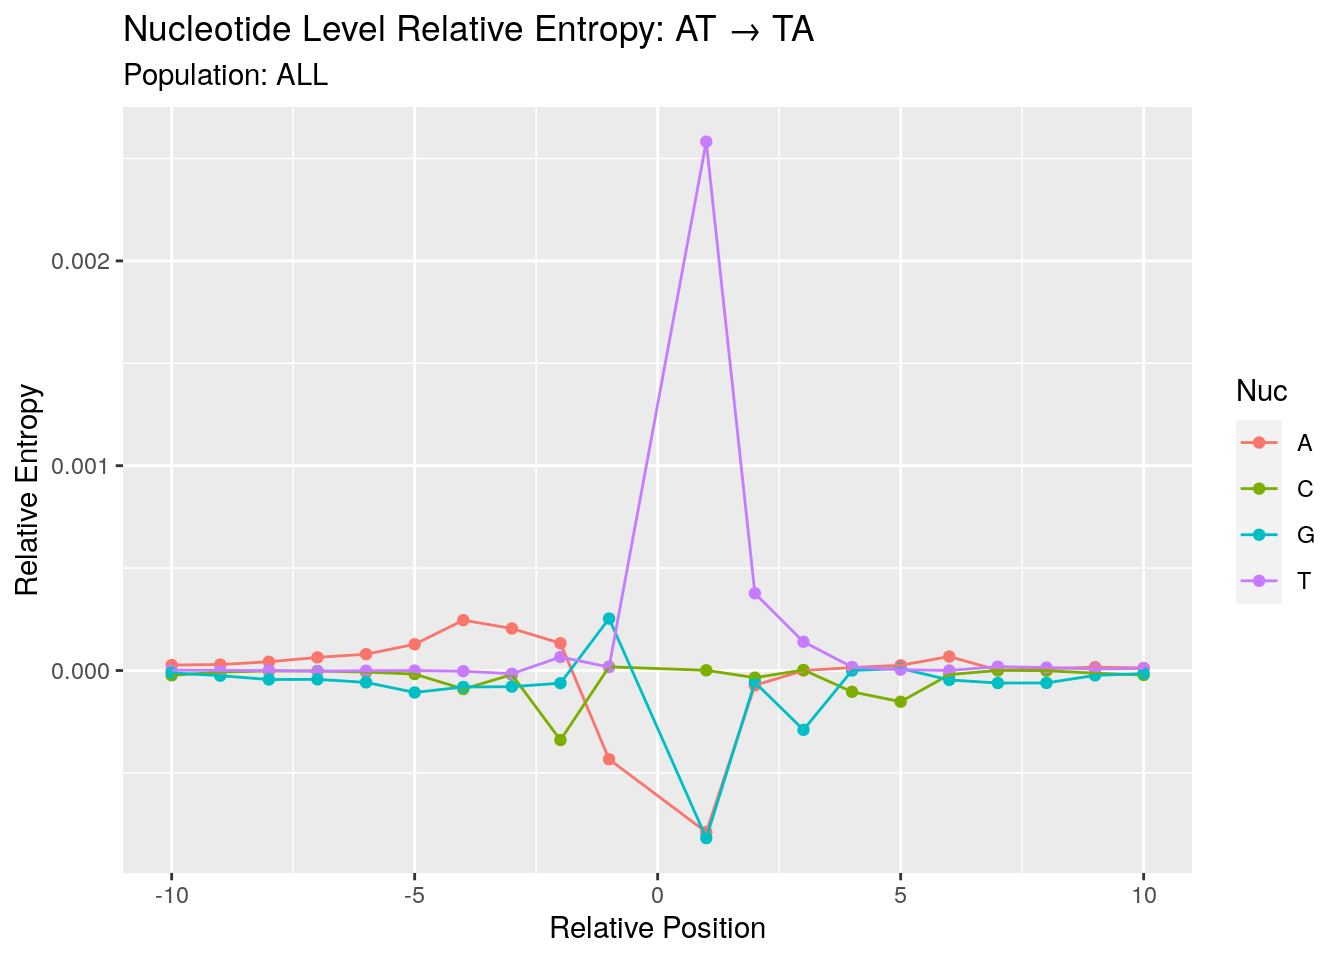 Nucleotide Level Relative Entropy: AT → TA
Population: ALL
Relative Entropy
0.002
0.001
0.000
-10
-5
0
5
10
Relative Position
Nuc
A
C
G
T